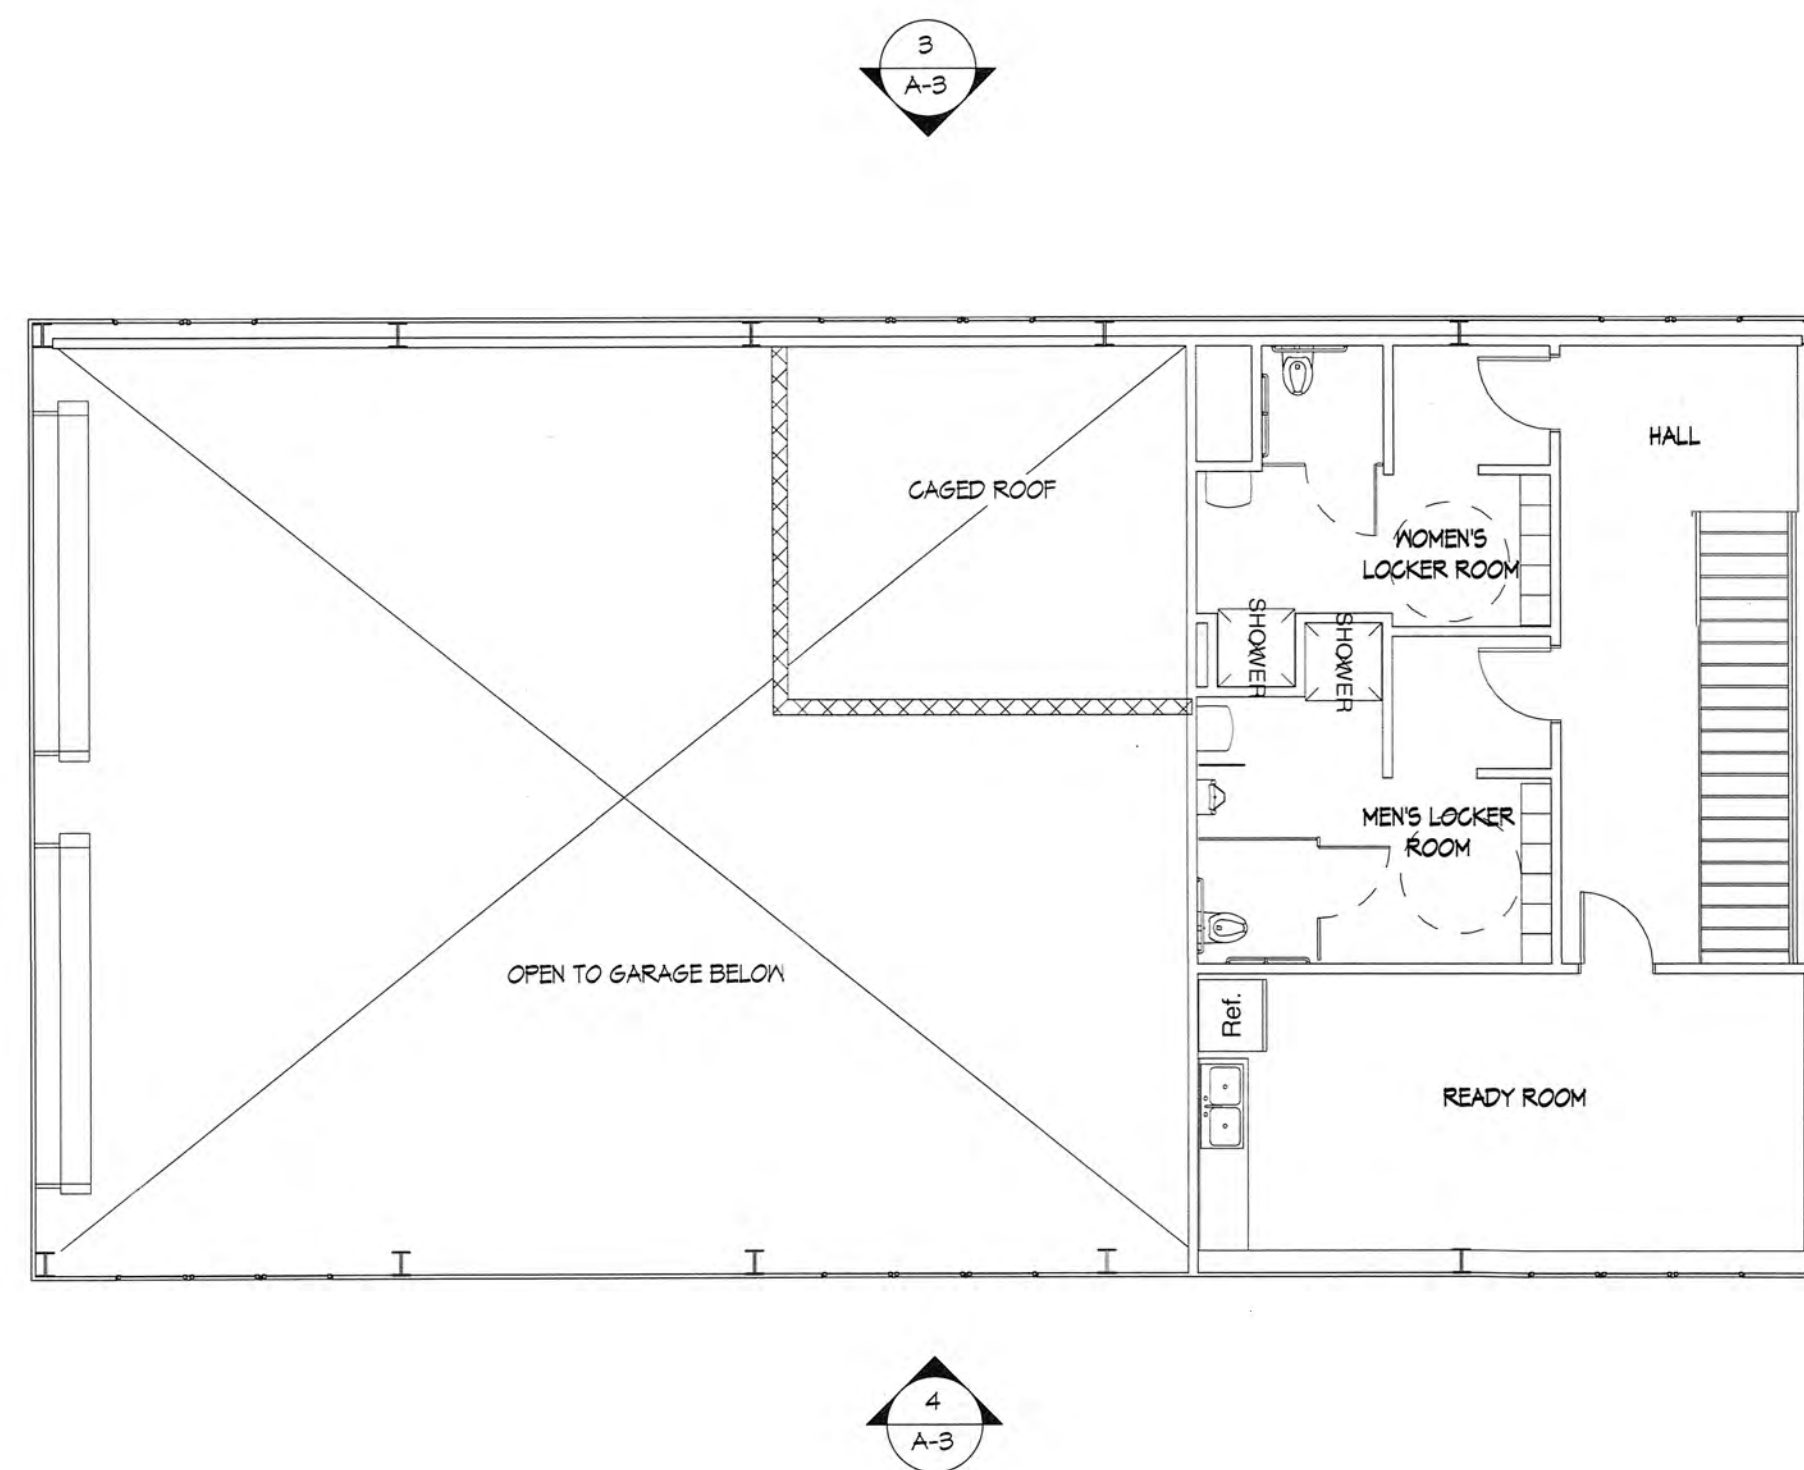 3
A-3
HALL
CAGED ROOF
WOMEN'S
LOCKER ROOM
SHOWER
SHOWER
MEN'S LOCKER
ROOM
OPEN TO GARAGE BELOW
Ref.
READY ROOM
4
A-3